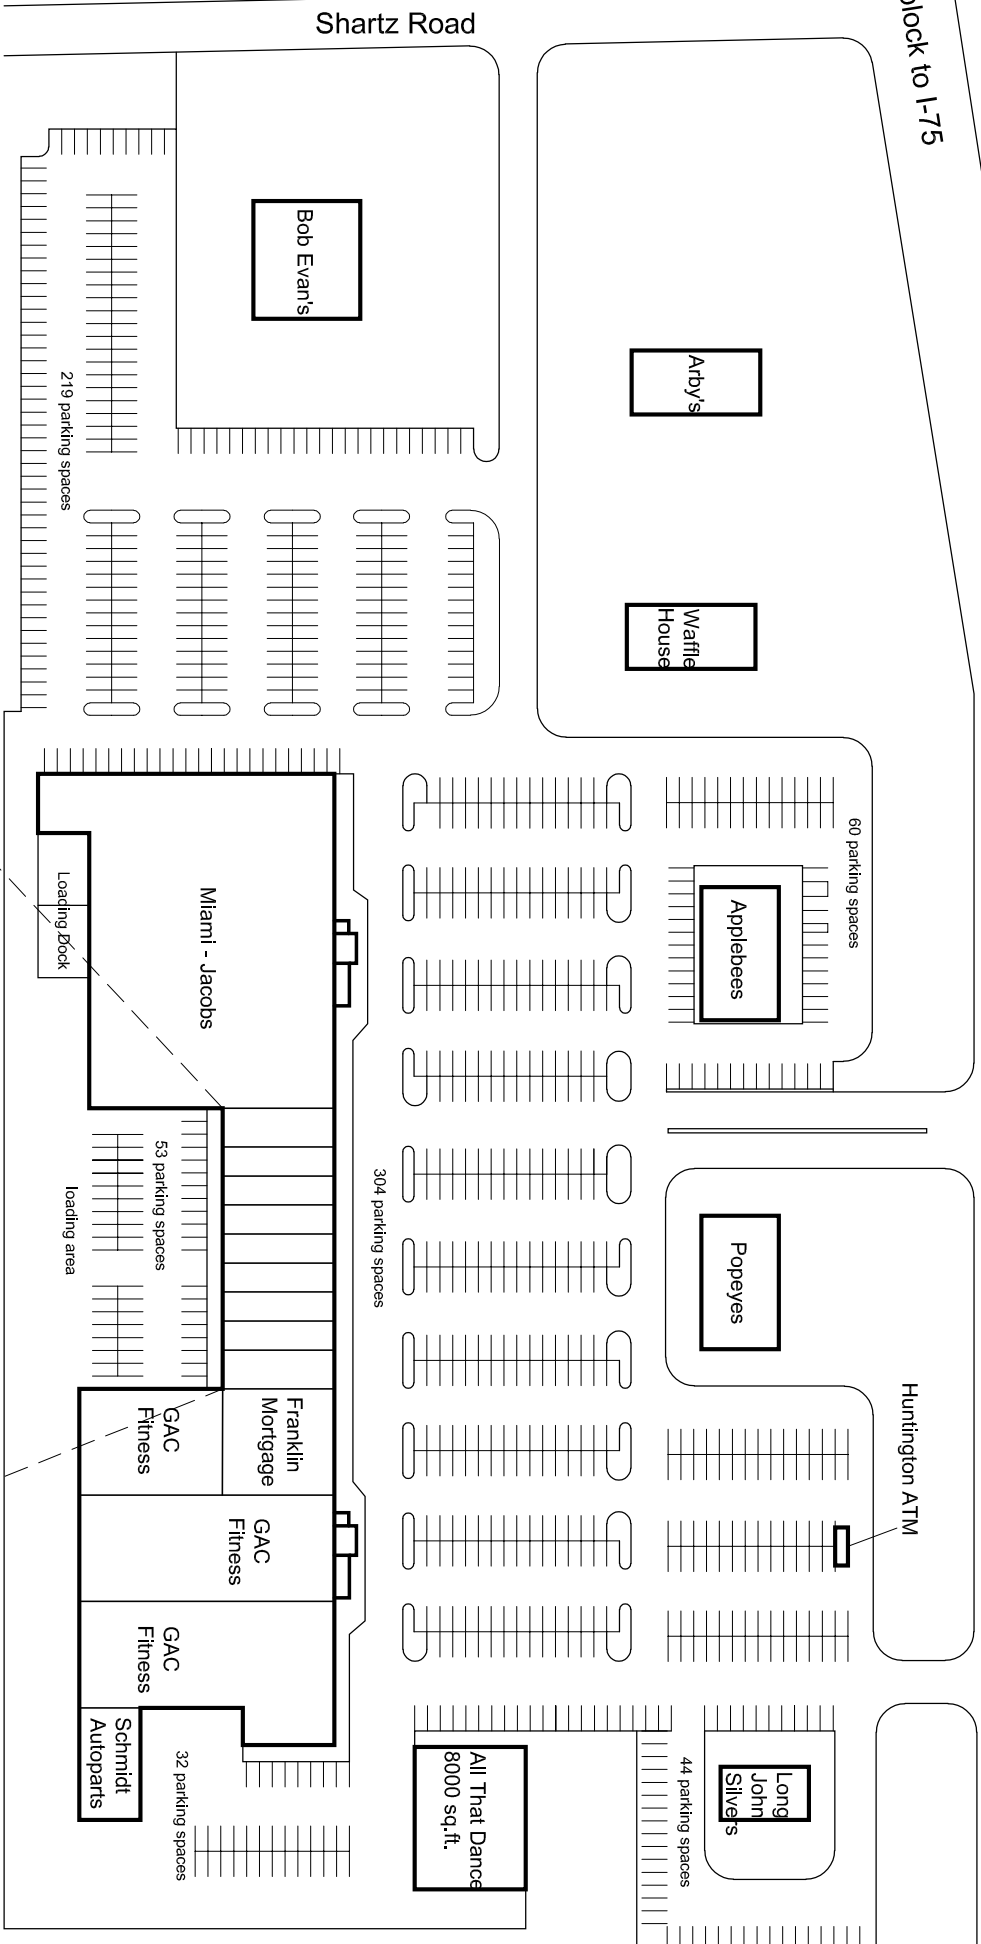 Shartz Road
block to I-75
Bob Evan's
Arby's
Waffle
House
219 parking spaces
60 parking spaces
Applebees
Miami - Jacobs
Loading Dock
53 parking spaces
loading area
304 parking spaces
Popeyes
Huntington ATM
Franklin
Mortgage
GAC
Fitness
GAC
Fitness
GAC
Fitness
Schmidt
Autoparts
32 parking spaces
All That Dance
8000 sq.ft.
44 parking spaces
Long
John
Silvers